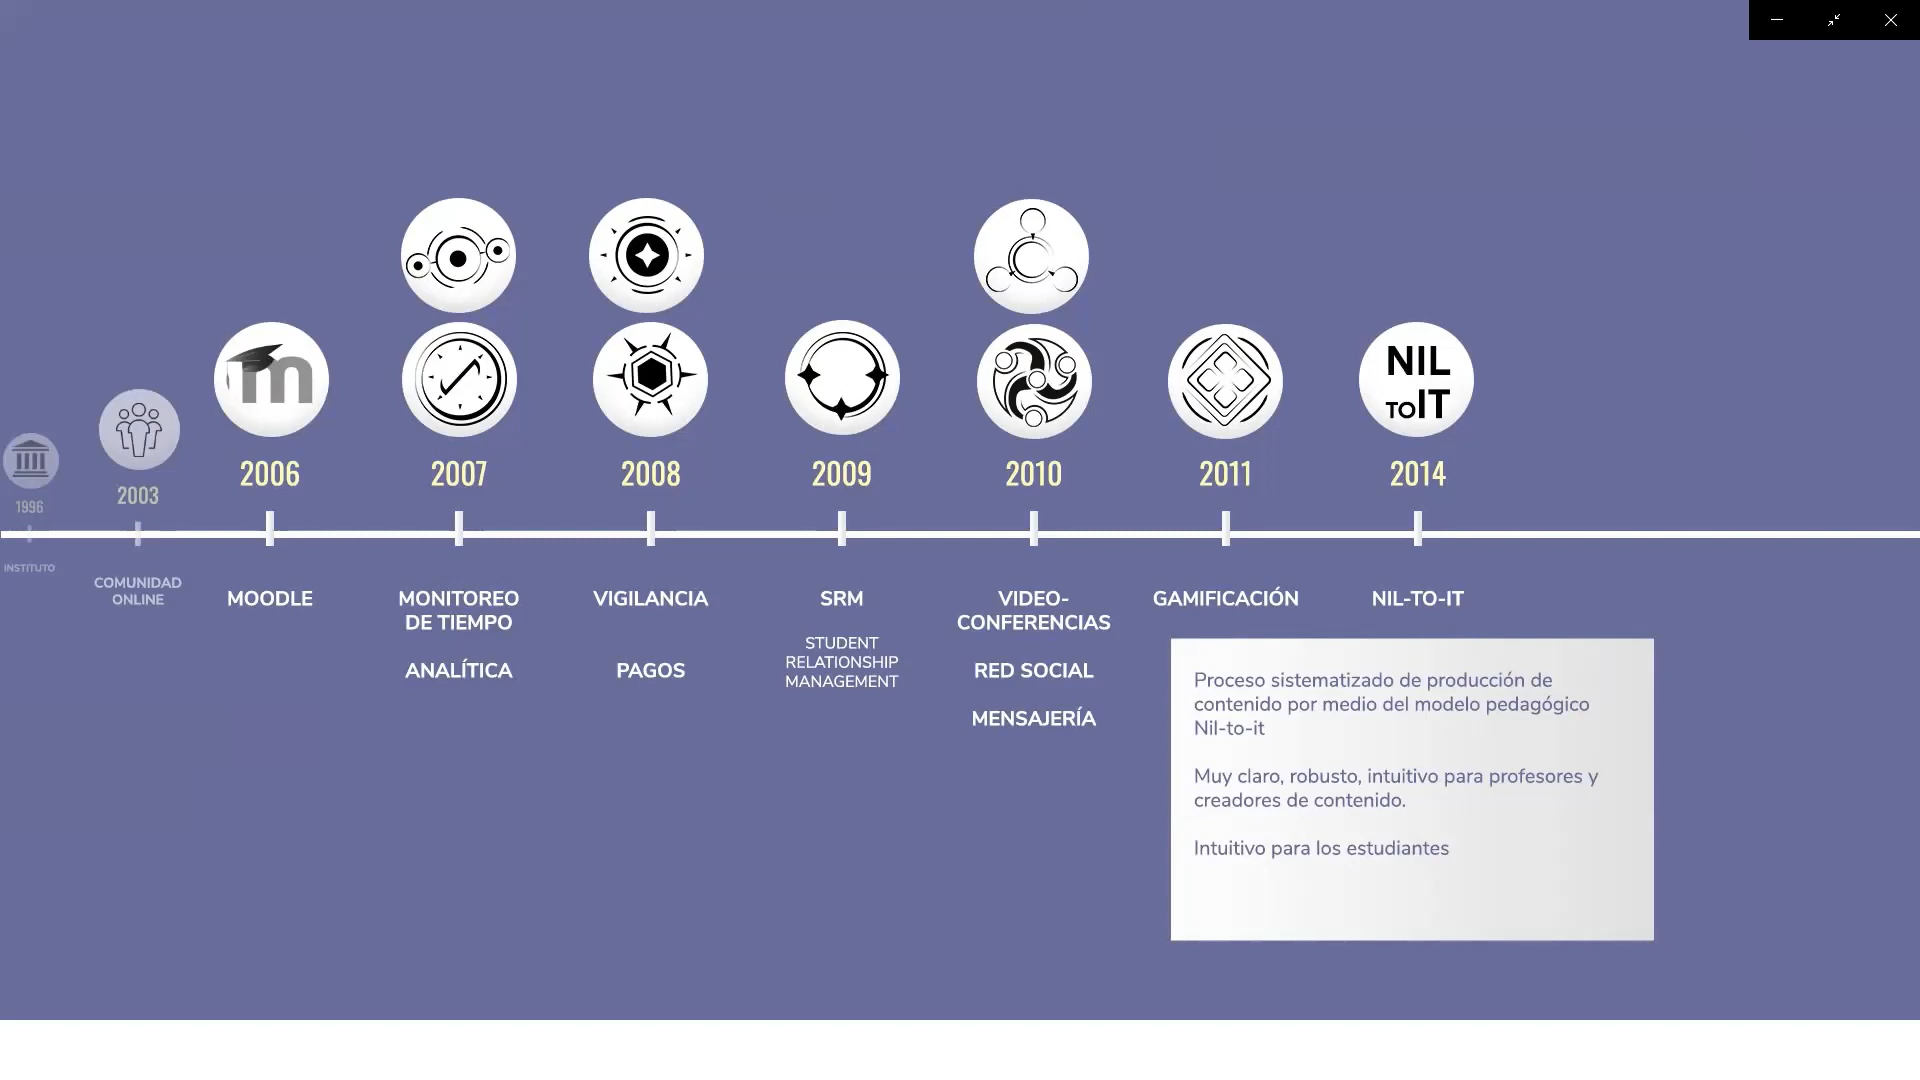 NIL
TOIT
1996
2003
2006
2007
2008
2009
2010
2011
2014
INSTITUTO
COMUNIDAD
ONLINE
MOODLE
MONITOREO
DE TIEMPO
ANALÍTICA
VIGILANCIA
PAGOS
SRM
STUDENT
RELATIONSHIP
MANAGEMENT
VIDEO-
CONFERENCIAS
RED SOCIAL
MENSAJERÍA
GAMIFICACIÓN
NIL-TO-IT
Proceso sistematizado de producción de
contenido por medio del modelo pedagógico
Nil-to-it
Muy claro, robusto, intuitivo para profesores y
creadores de contenido.
Intuitivo para los estudiantes